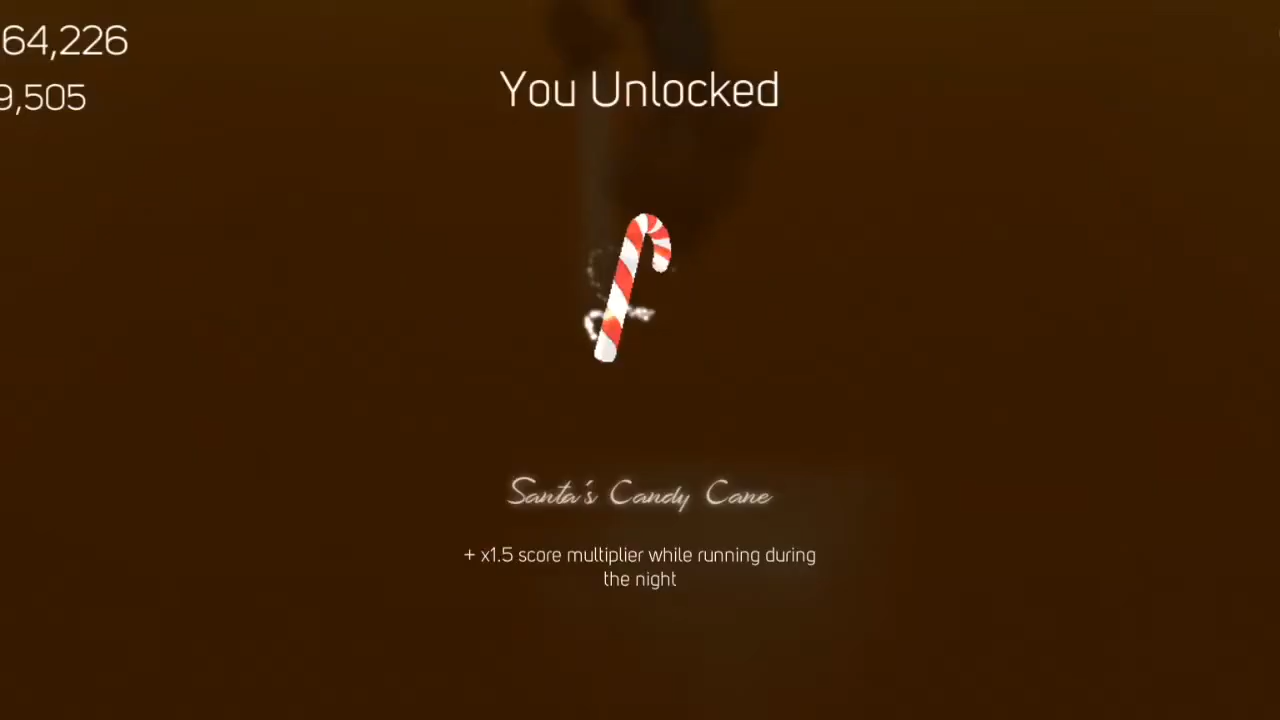 64,226
9,505
You Unlocked
Santa's Candy Cane
+ x1.5 score multiplier while running during
the night